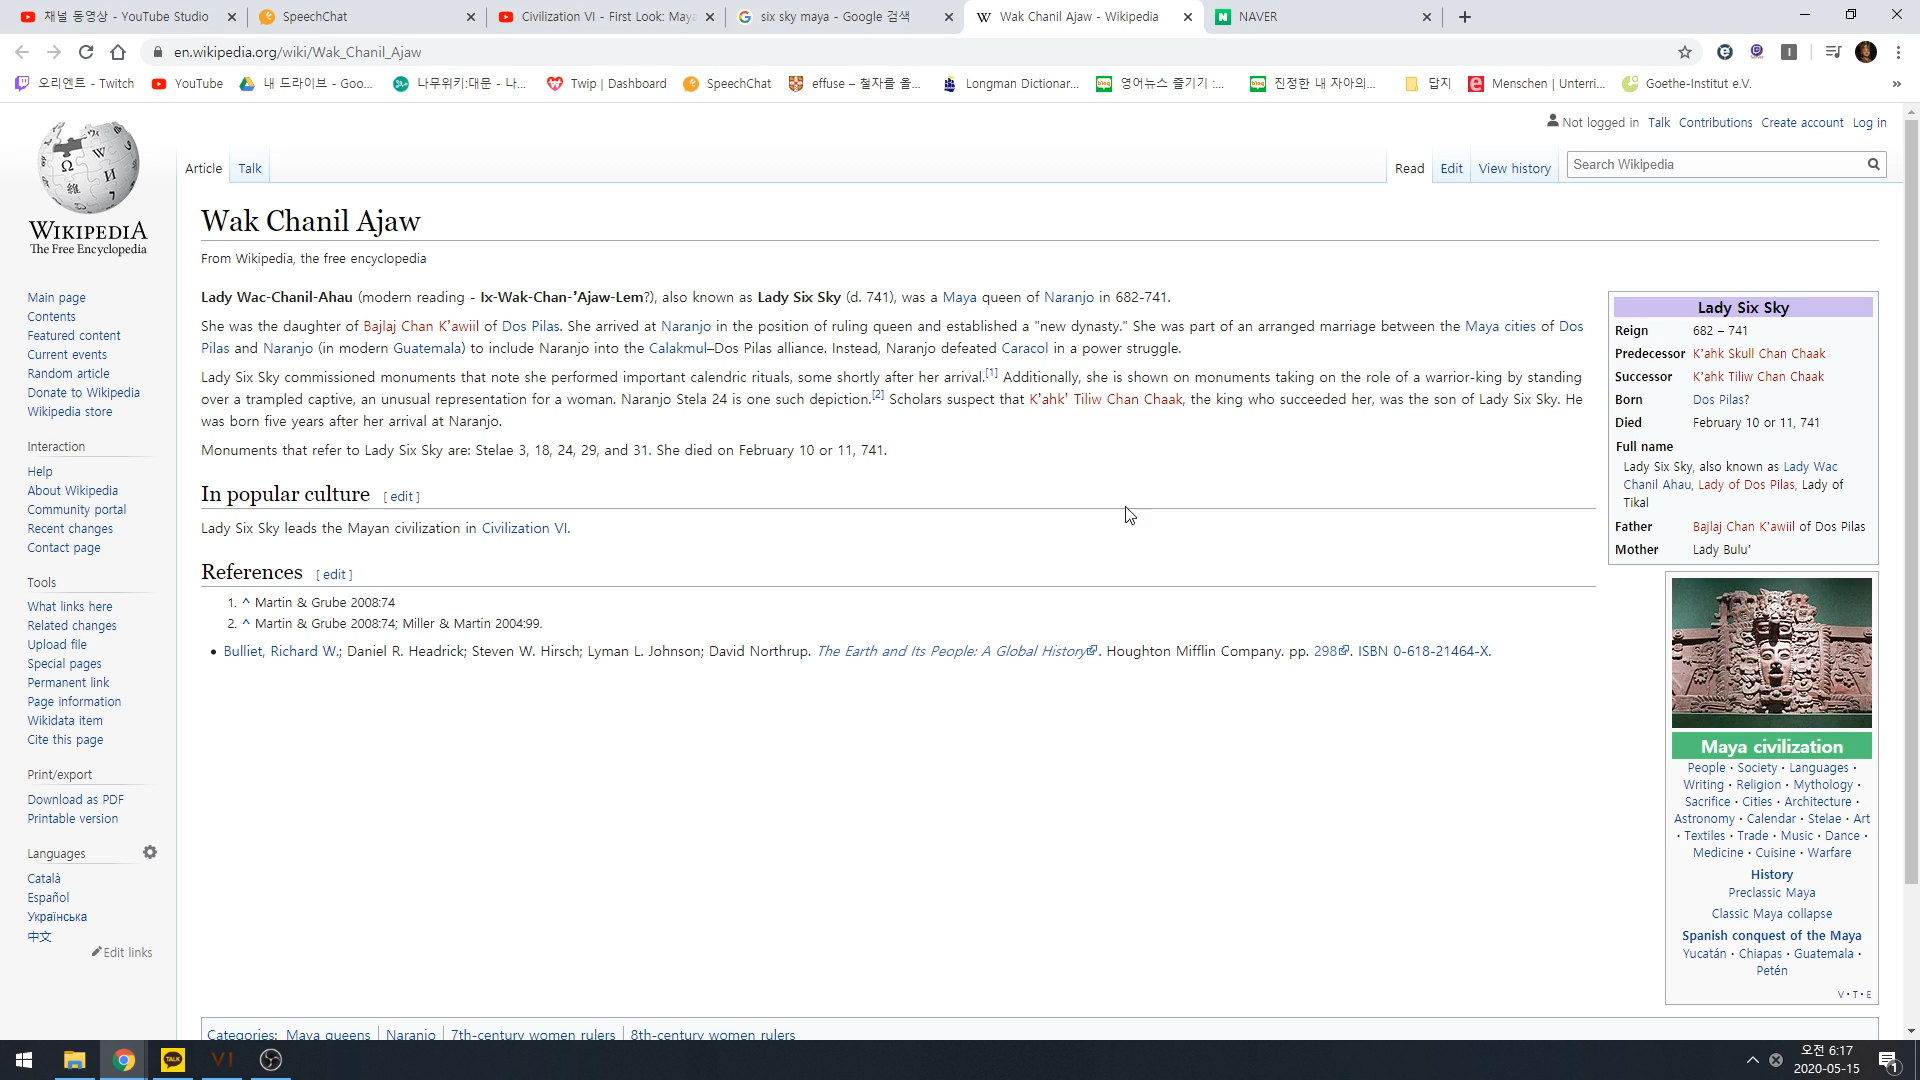 채널 동영상 - YouTube Studio
SpeechChat
Civilization VI - First Look: Maya
six sky maya - Google 검색
Wak Chanil Ajaw - Wikipedia
NAVER
en.wikipedia.org/wiki/Wak_Chanil_Ajaw
오리엔트 - Twitch
YouTube
내 드라이브 - Goo...
나무위키:대문 - 나...
Twip | Dashboard
SpeechChat
effuse – 철자를 올...
Longman Dictionar...
영어뉴스 즐기기 :...
진정한 내 자아의...
답지
Menschen | Unterri...
Goethe-Institut e.V.
»
Not logged in Talk Contributions Create account Log in
WIKIPEDIA
The Free Encyclopedia
Article Talk
Read Edit View history
Search Wikipedia
Wak Chanil Ajaw
From Wikipedia, the free encyclopedia
Lady Wac-Chanil-Ahau (modern reading - Ix-Wak-Chan-ʼAjaw-Lem?), also known as Lady Six Sky (d. 741), was a Maya queen of Naranjo in 682-741.
She was the daughter of Bajlaj Chan Kʼawiil of Dos Pilas. She arrived at Naranjo in the position of ruling queen and established a "new dynasty." She was part of an arranged marriage between the Maya cities of Dos
Pilas and Naranjo (in modern Guatemala) to include Naranjo into the Calakmul–Dos Pilas alliance. Instead, Naranjo defeated Caracol in a power struggle.
Lady Six Sky commissioned monuments that note she performed important calendric rituals, some shortly after her arrival.[1] Additionally, she is shown on monuments taking on the role of a warrior-king by standing
over a trampled captive, an unusual representation for a woman. Naranjo Stela 24 is one such depiction.[2] Scholars suspect that Kʼahkʼ Tiliw Chan Chaak, the king who succeeded her, was the son of Lady Six Sky. He
was born five years after her arrival at Naranjo.
Monuments that refer to Lady Six Sky are: Stelae 3, 18, 24, 29, and 31. She died on February 10 or 11, 741.
In popular culture [ edit ]
Lady Six Sky leads the Mayan civilization in Civilization VI.
References [ edit ]
1. ^ Martin & Grube 2008:74
2. ^ Martin & Grube 2008:74; Miller & Martin 2004:99.
• Bulliet, Richard W.; Daniel R. Headrick; Steven W. Hirsch; Lyman L. Johnson; David Northrup. The Earth and Its People: A Global History. Houghton Mifflin Company. pp. 298. ISBN 0-618-21464-X.
Lady Six Sky
Reign 682 – 741
Predecessor Kʼahk Skull Chan Chaak
Successor Kʼahk Tiliw Chan Chaak
Born Dos Pilas?
Died February 10 or 11, 741
Full name
Lady Six Sky, also known as Lady Wac
Chanil Ahau, Lady of Dos Pilas, Lady of
Tikal
Father Bajlaj Chan Kʼawiil of Dos Pilas
Mother Lady Buluʼ
Maya civilization
People · Society · Languages ·
Writing · Religion · Mythology ·
Sacrifice · Cities · Architecture ·
Astronomy · Calendar · Stelae · Art
· Textiles · Trade · Music · Dance ·
Medicine · Cuisine · Warfare
History
Preclassic Maya
Classic Maya collapse
Spanish conquest of the Maya
Yucatán · Chiapas · Guatemala ·
Petén
V · T · E
Main page
Contents
Featured content
Current events
Random article
Donate to Wikipedia
Wikipedia store
Interaction
Help
About Wikipedia
Community portal
Recent changes
Contact page
Tools
What links here
Related changes
Upload file
Special pages
Permanent link
Page information
Wikidata item
Cite this page
Print/export
Download as PDF
Printable version
Languages
Català
Español
Українська
中文
Edit links
Categories: Maya queens | Naranjo | 7th-century women rulers | 8th-century women rulers
TALK
VI
오전 6:17
2020-05-15
1